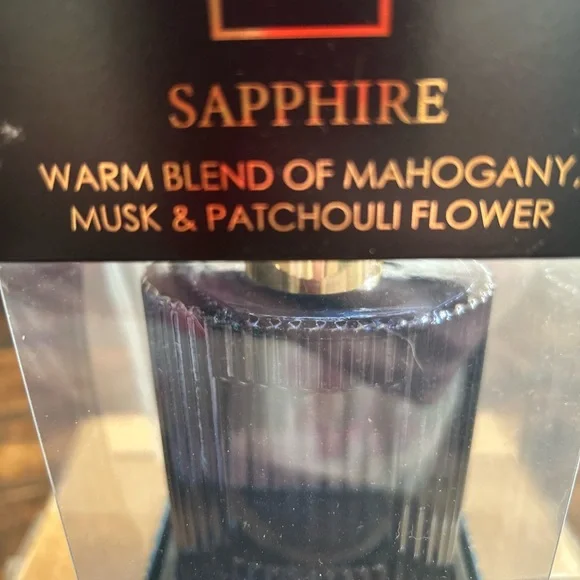 SAPPHIRE
WARM BLEND OF MAHOGANY,
MUSK & PATCHOULI FLOWER